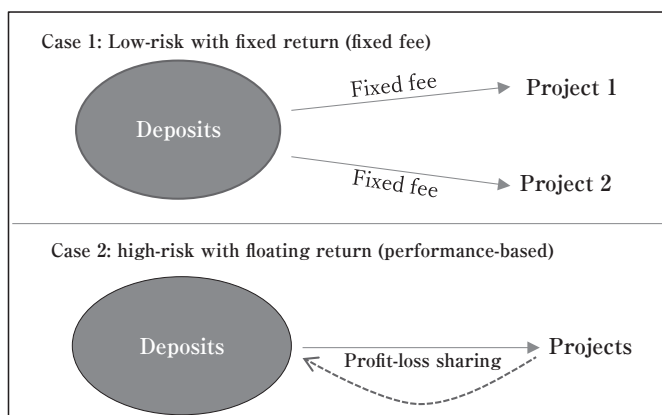 Case 1: Low-risk with fixed return (fixed fee)
Fixed fee
Project 1
Deposits
Fixed fee
Project 2
Case 2: high-risk with floating return (performance-based)
Deposits
Projects
Profit-loss sharing